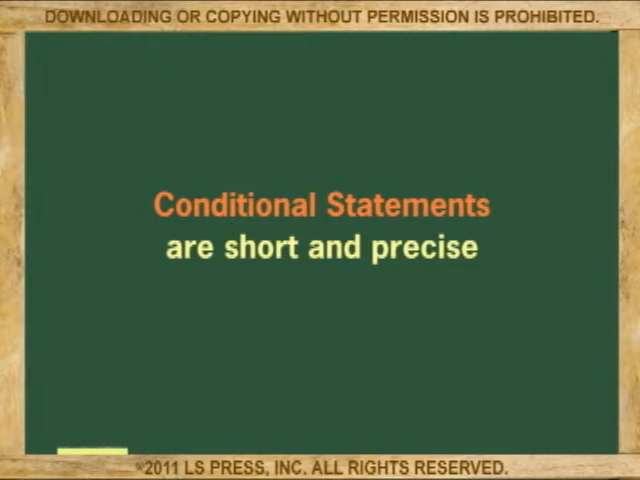 DOWNLOADING OR COPYING WITHOUT PERMISSION IS PROHIBITED.
Conditional Statements
are short and precise
©2011 LS PRESS, INC. ALL RIGHTS RESERVED.